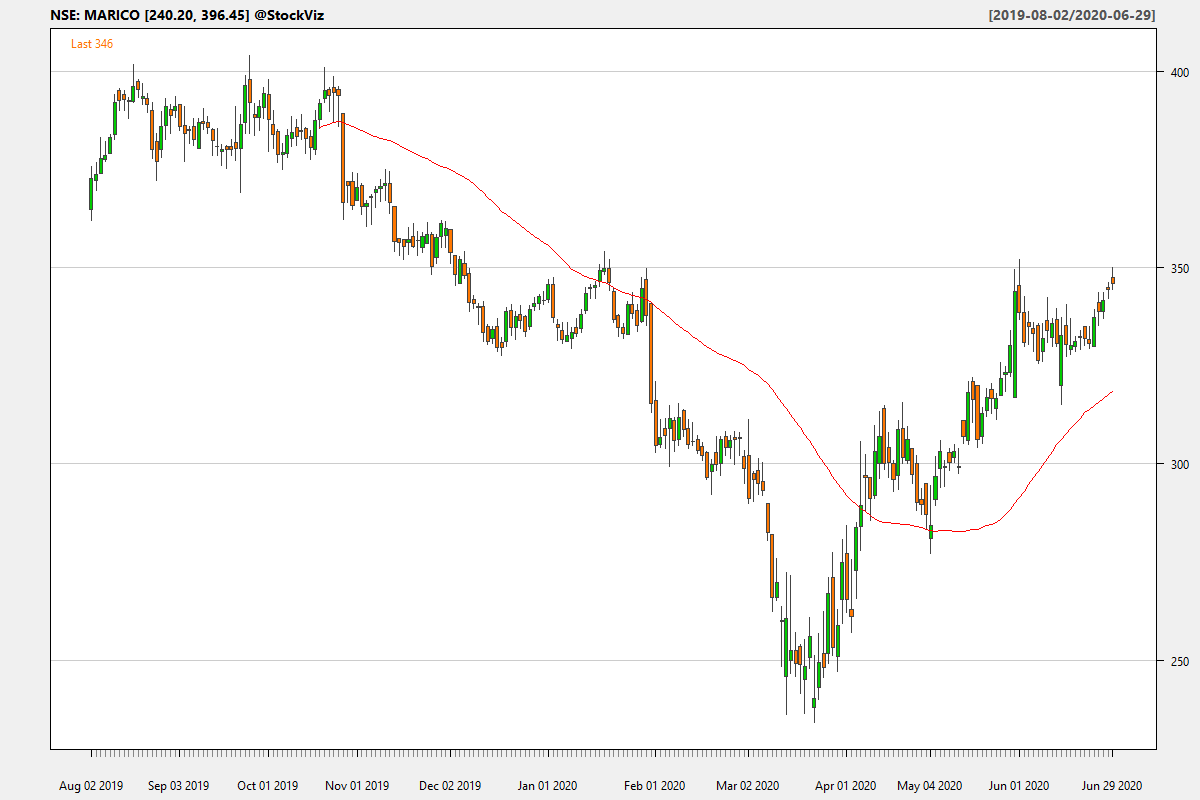 NSE: MARICO [240.20, 396.45] @StockViz
[2019-08-02/2020-06-29]
Last 346
400
350
300
250
Aug 02 2019 Sep 03 2019 Oct 01 2019 Nov 01 2019 Dec 02 2019 Jan 01 2020 Feb 01 2020 Mar 02 2020 Apr 01 2020 May 04 2020 Jun 01 2020 Jun 29 2020